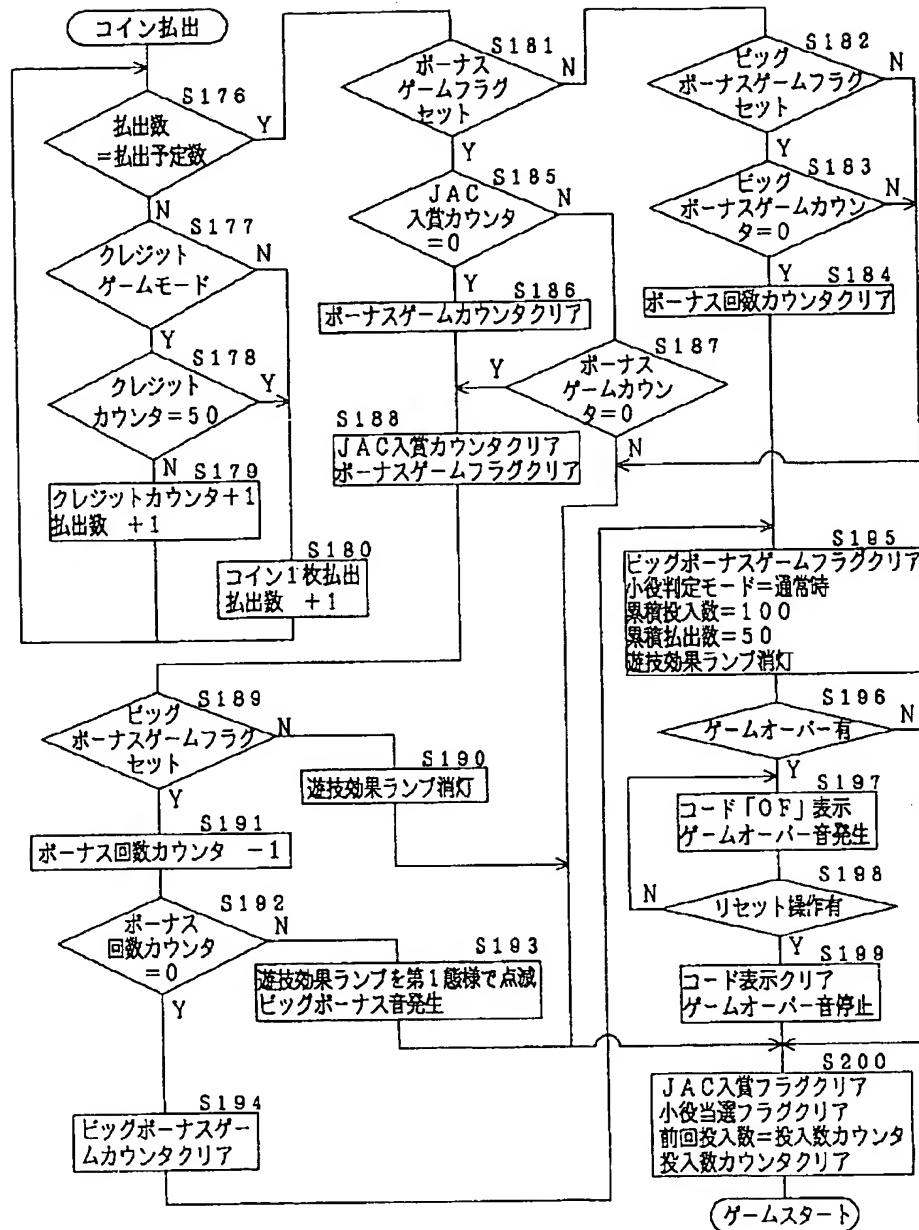 コイン払出
S176
払出数
=払出予定数
Y
N
S177
クレジット
ゲームモード
N
Y
S178
クレジット
カウンタ=50
Y
N
S179
クレジットカウンタ+1
払出数 +1
S180
コイン1枚払出
払出数 +1
S181
ボーナス
ゲームフラグ
セット
N
Y
S185
JAC
入賞カウンタ
=0
N
Y
S186
ボーナスゲームカウンタクリア
S187
ボーナス
ゲームカウン
タ=0
Y
N
S188
JAC入賞カウンタクリア
ボーナスゲームフラグクリア
S182
ビッグ
ボーナスゲームフラグ
セット
N
Y
S183
ビッグ
ボーナスゲームカウン
タ=0
N
Y
S184
ボーナス回数カウンタクリア
S189
ビッグ
ボーナスゲームフラグ
セット
N
Y
S190
遊技効果ランプ消灯
S191
ボーナス回数カウンタ -1
S192
ボーナス
回数カウンタ
=0
N
Y
S193
遊技効果ランプを第1態様で点滅
ビッグボーナス音発生
S194
ビッグボーナスゲー
ムカウンタクリア
S195
ビッグボーナスゲームフラグクリア
小役判定モード=通常時
累積投入数=100
累積払出数=50
遊技効果ランプ消灯
S196
ゲームオーバー有
N
Y
S197
コード「OF」表示
ゲームオーバー音発生
S198
リセット操作有
N
Y
S199
コード表示クリア
ゲームオーバー音停止
S200
JAC入賞フラグクリア
小役当選フラグクリア
前回投入数=投入数カウンタ
投入数カウンタクリア
ゲームスタート